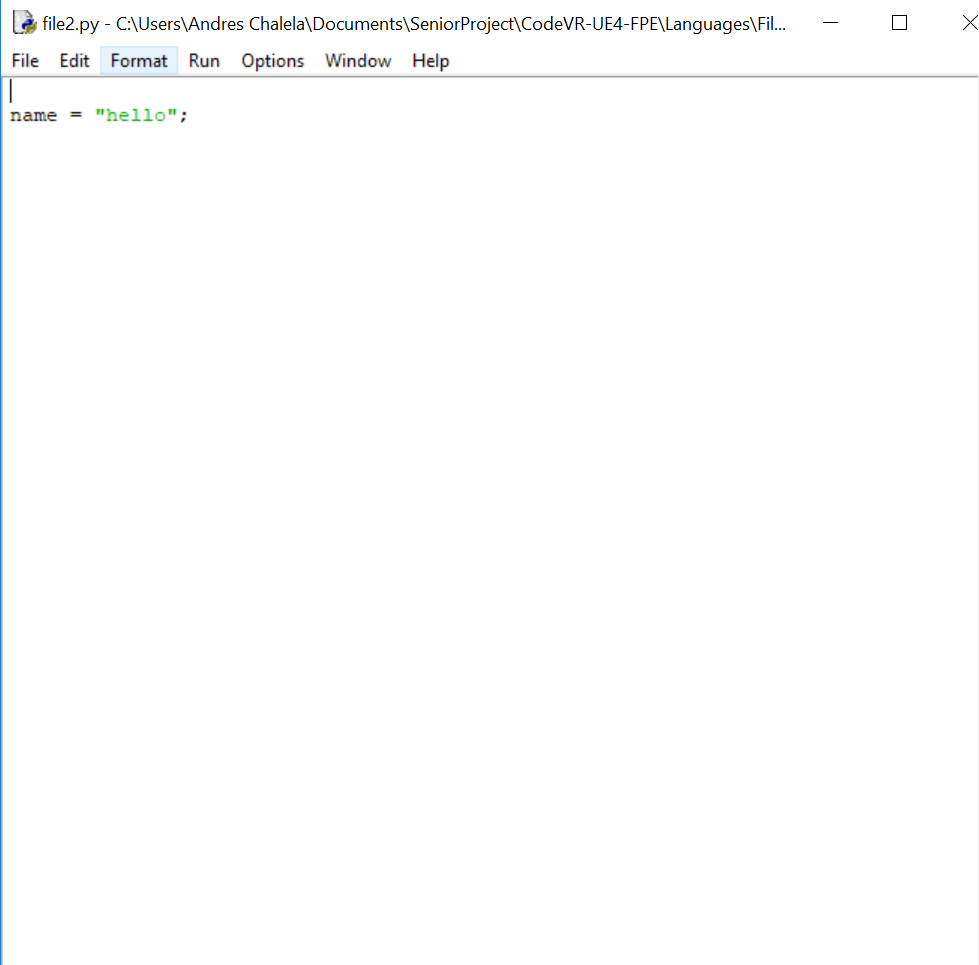 file2.py - C:\Users\Andres Chalela\Documents\SeniorProject\CodeVR-UE4-FPE\Languages\Fil...
File Edit Format Run Options Window Help
name = "hello";